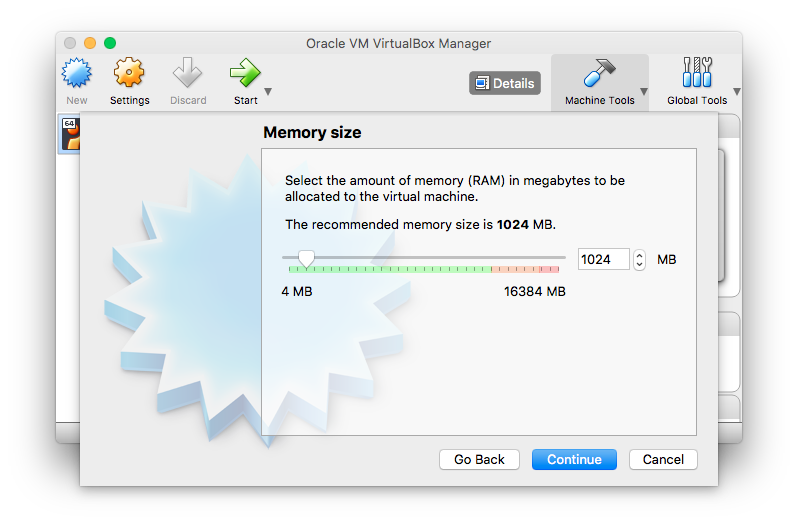 Oracle VM VirtualBox Manager
New
Settings
Discard
Start
Details
Machine Tools
Global Tools
64
Memory size
Select the amount of memory (RAM) in megabytes to be
allocated to the virtual machine.
The recommended memory size is 1024 MB.
1024
MB
4 MB
16384 MB
Go Back
Continue
Cancel